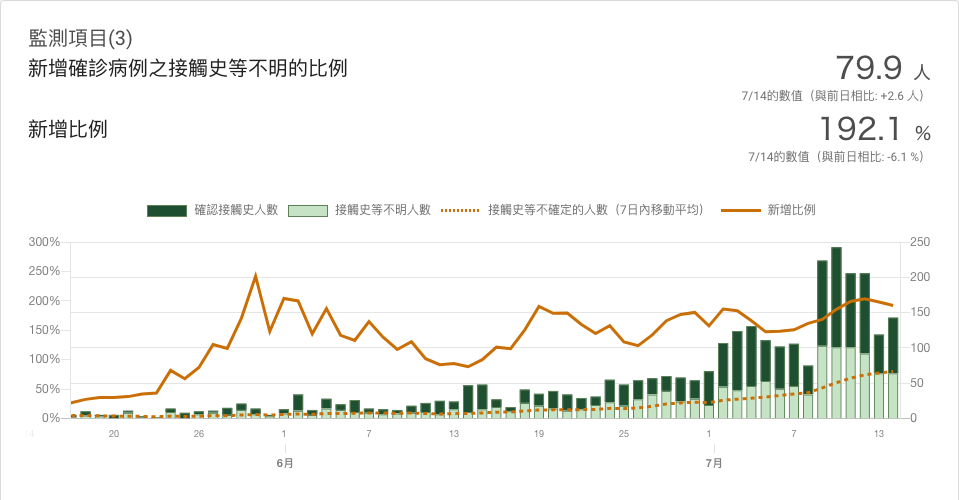 監測項目(3)
新增確診病例之接觸史等不明的比例
79.9 人
7/14的數值（與前日相比: +2.6 人）
新增比例
192.1 %
7/14的數值（與前日相比: -6.1 %）
確認接觸史人數 接觸史等不明人數 接觸史等不確定的人數（7日內移動平均） 新增比例
300% 250
250% 200
200% 150
150% 100
100% 50
50% 0
0%
14 20 26 1 7 13 19 25 1 7 13
6月 7月